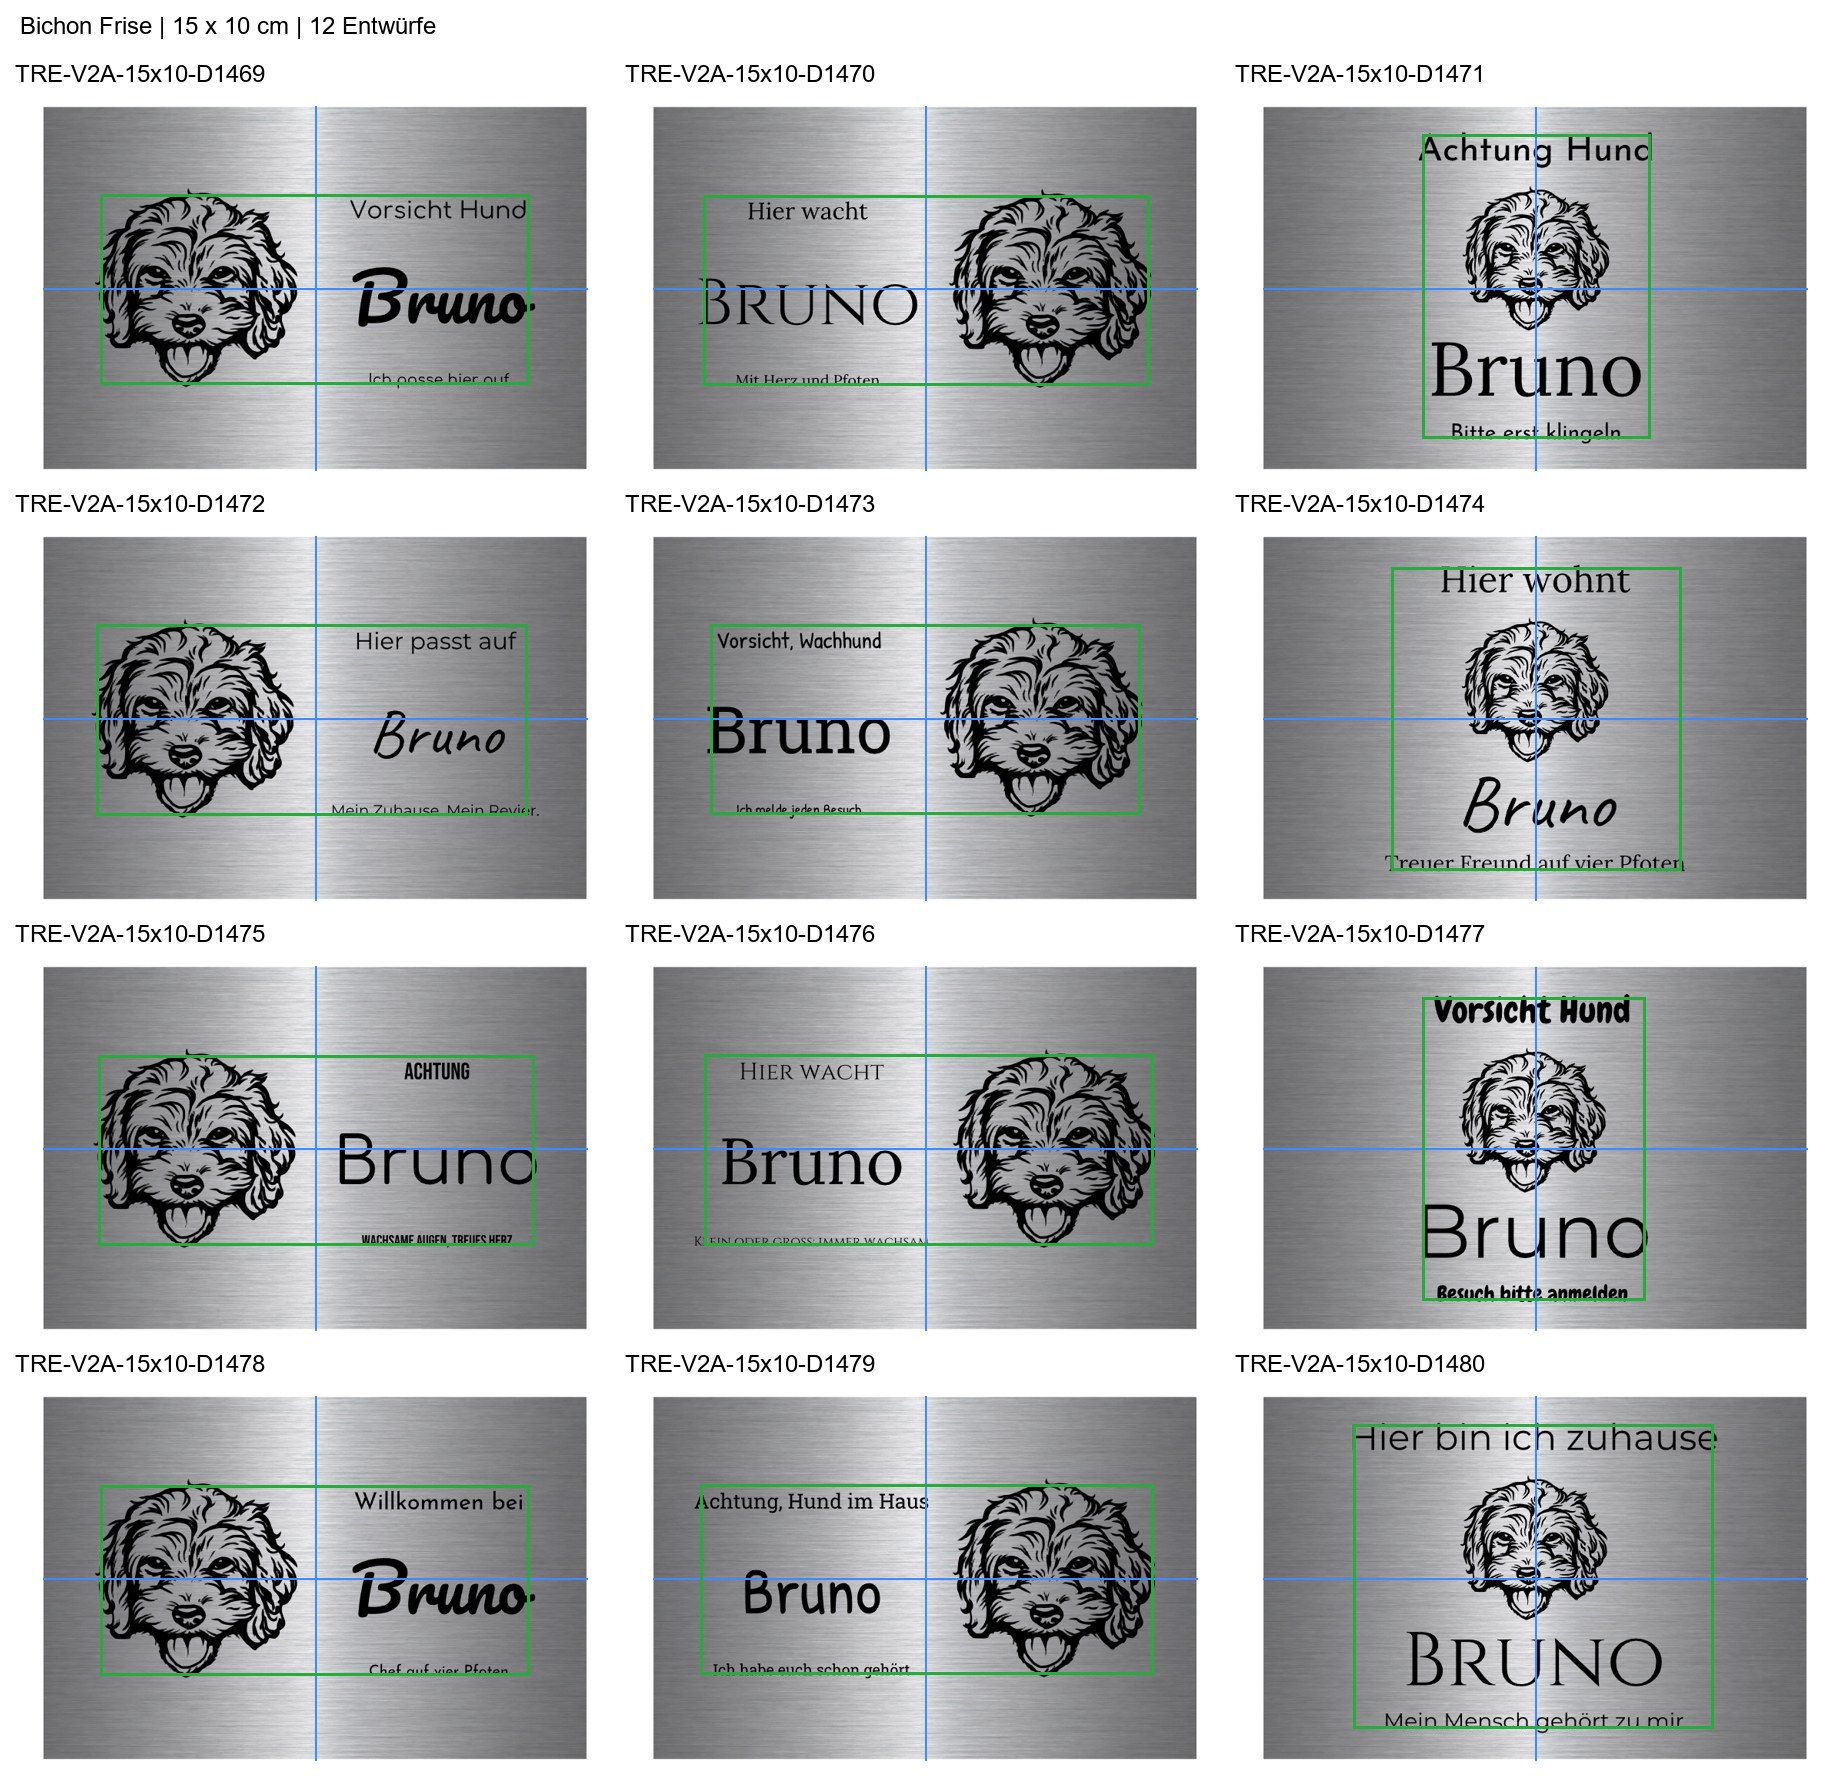 Bichon Frise | 15 x 10 cm | 12 Entwürfe
TRE-V2A-15x10-D1469
Vorsicht Hund
Bruno
Ich passe hier auf
TRE-V2A-15x10-D1470
Hier wacht
BRUNO
Mit Herz und Pfoten
TRE-V2A-15x10-D1471
Achtung Hund
Bruno
Bitte erst klingeln
TRE-V2A-15x10-D1472
Hier passt auf
Bruno
Mein Zuhause. Mein Revier.
TRE-V2A-15x10-D1473
Vorsicht, Wachhund
Bruno
Ich melde jeden Besuch
TRE-V2A-15x10-D1474
Hier wohnt
Bruno
Treuer Freund auf vier Pfoten
TRE-V2A-15x10-D1475
ACHTUNG
Bruno
WACHSAME AUGEN, TREUES HERZ
TRE-V2A-15x10-D1476
HIER WACHT
Bruno
KLEIN ODER GROSS: IMMER WACHSAM
TRE-V2A-15x10-D1477
Vorsicht Hund
Bruno
Besuch bitte anmelden
TRE-V2A-15x10-D1478
Willkommen bei
Bruno
Chef auf vier Pfoten
TRE-V2A-15x10-D1479
Achtung, Hund im Haus
Bruno
Ich habe euch schon gehört
TRE-V2A-15x10-D1480
Hier bin ich zuhause
BRUNO
Mein Mensch gehört zu mir